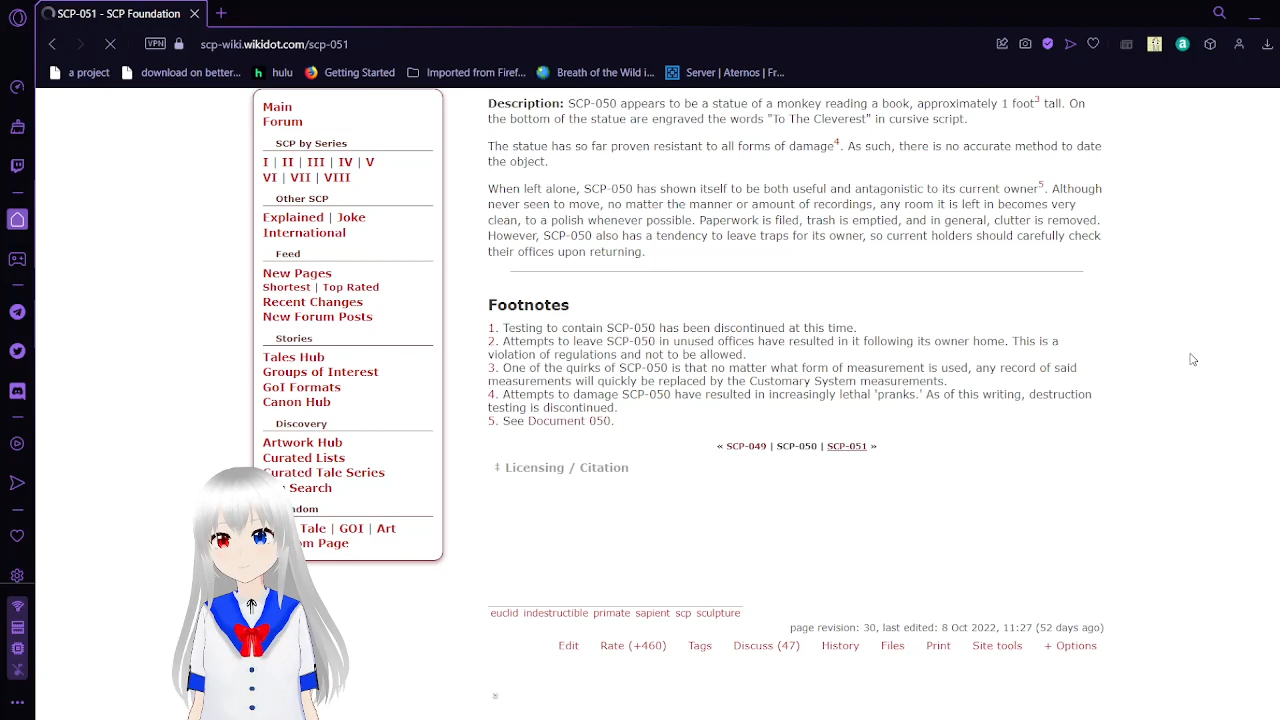 SCP-051 - SCP Foundation
VPN
scp-wiki.wikidot.com/scp-051
a project
download on better...
hulu
Getting Started
Imported from Firef...
Breath of the Wild i...
Server | Aternos | Fr...
Main
Forum
SCP by Series
I | II | III | IV | V
VI | VII | VIII
Other SCP
Explained | Joke
International
Feed
New Pages
Shortest | Top Rated
Recent Changes
New Forum Posts
Stories
Tales Hub
Groups of Interest
GoI Formats
Canon Hub
Discovery
Artwork Hub
Curated Lists
Curated Tale Series
Search
Tale | GOI | Art
Page
Description: SCP-050 appears to be a statue of a monkey reading a book, approximately 1 foot3 tall. On
the bottom of the statue are engraved the words "To The Cleverest" in cursive script.
The statue has so far proven resistant to all forms of damage4. As such, there is no accurate method to date
the object.
When left alone, SCP-050 has shown itself to be both useful and antagonistic to its current owner5. Although
never seen to move, no matter the manner or amount of recordings, any room it is left in becomes very
clean, to a polish whenever possible. Paperwork is filed, trash is emptied, and in general, clutter is removed.
However, SCP-050 also has a tendency to leave traps for its owner, so current holders should carefully check
their offices upon returning.
Footnotes
1. Testing to contain SCP-050 has been discontinued at this time.
2. Attempts to leave SCP-050 in unused offices have resulted in it following its owner home. This is a
violation of regulations and not to be allowed.
3. One of the quirks of SCP-050 is that no matter what form of measurement is used, any record of said
measurements will quickly be replaced by the Customary System measurements.
4. Attempts to damage SCP-050 have resulted in increasingly lethal 'pranks.' As of this writing, destruction
testing is discontinued.
5. See Document 050.
« SCP-049 | SCP-050 | SCP-051 »
‡ Licensing / Citation
euclid indestructible primate sapient scp sculpture
page revision: 30, last edited: 8 Oct 2022, 11:27 (52 days ago)
Edit Rate (+460) Tags Discuss (47) History Files Print Site tools + Options